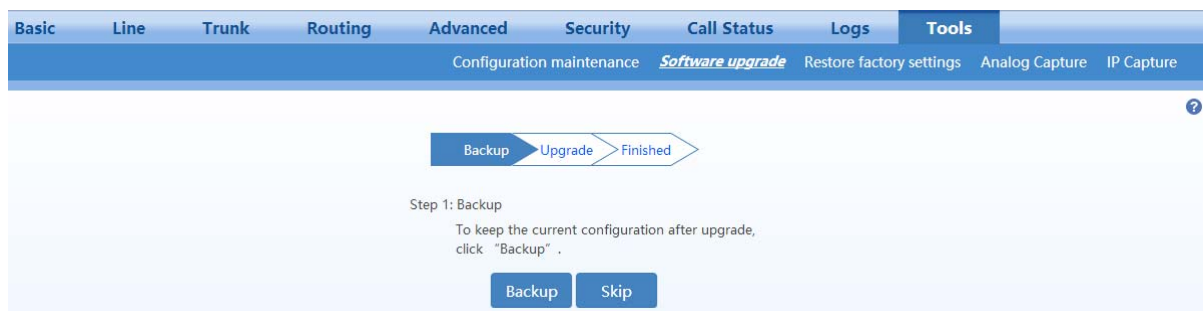 Basic Line Trunk Routing Advanced Security Call Status Logs Tools
Configuration maintenance Software upgrade Restore factory settings Analog Capture IP Capture
?
Backup Upgrade Finished
Step 1: Backup
To keep the current configuration after upgrade,
click “Backup” .
Backup Skip